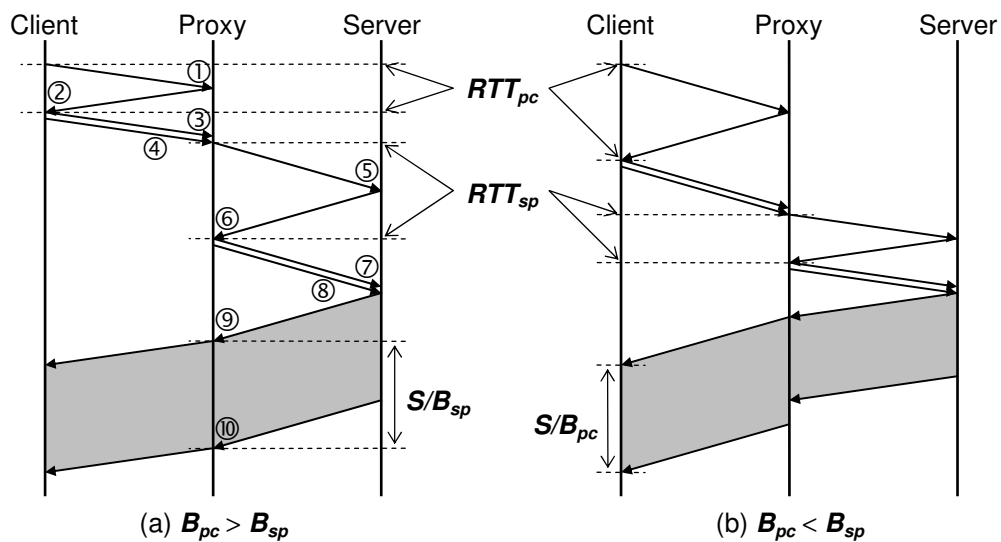 Client Proxy Server
Client Proxy Server
①
②
③
④
⑤
⑥
⑦
⑧
⑨
⑩
RTTpc
RTTsp
S/Bsp
S/Bpc
(a) Bpc > Bsp
(b) Bpc < Bsp